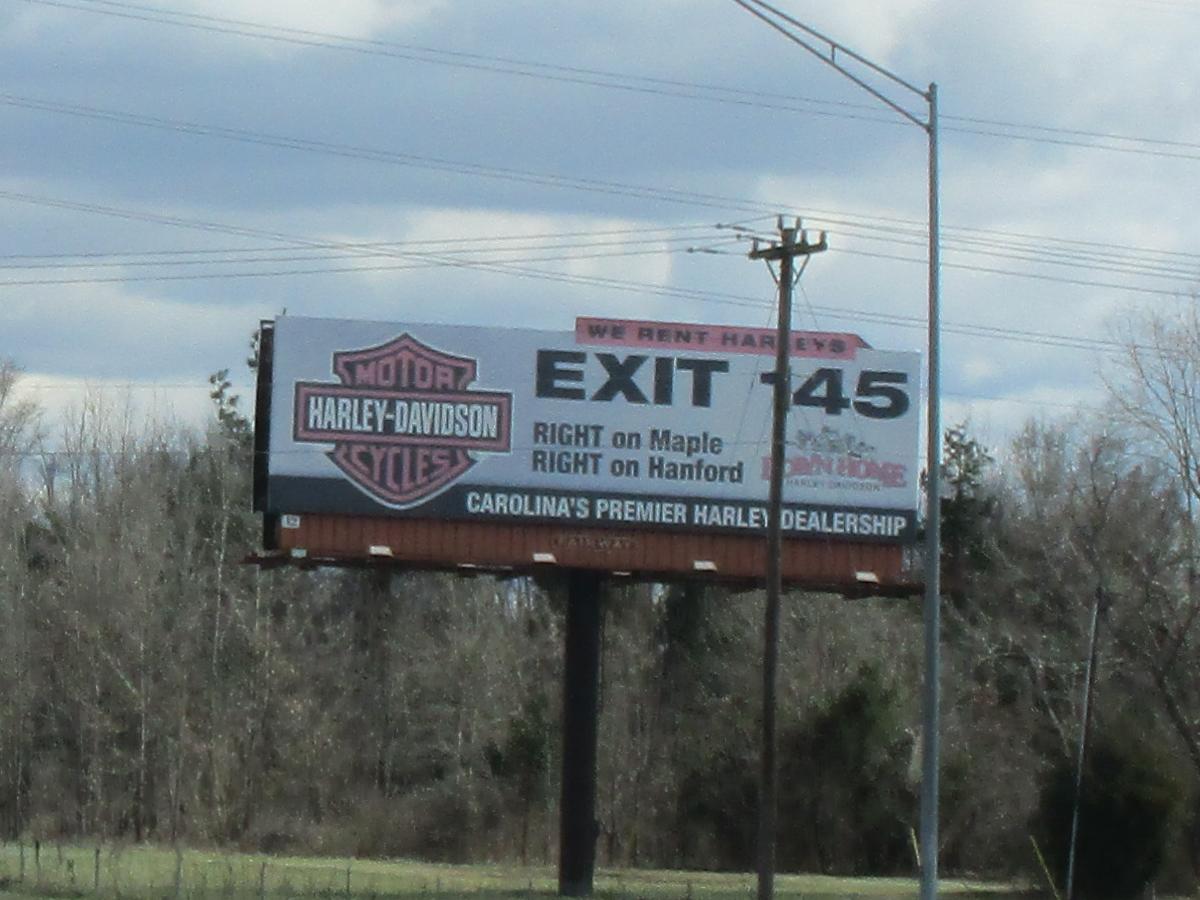 WE RENT HARLEYS
MOTOR
HARLEY-DAVIDSON
CYCLES
EXIT 145
RIGHT on Maple
RIGHT on Hanford
DOWN HOME
HARLEY-DAVIDSON
CAROLINA'S PREMIER HARLEY DEALERSHIP
FAIRWAY